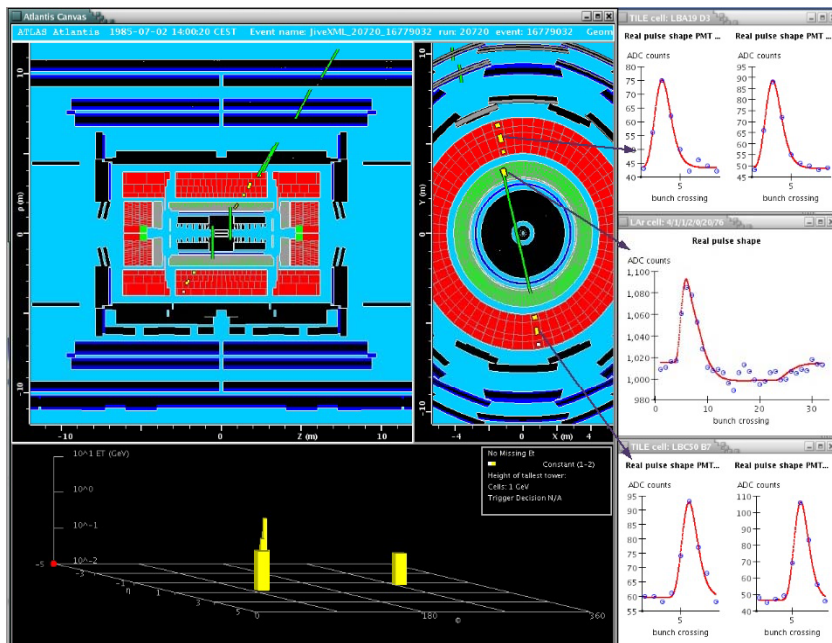 Atlantis Canvas
ATLAS Atlantis 1985-07-02 14:00:20 CEST Event name: JiveXML_20720_16779032 run: 20720 event: 16779032 Geom
10
0
-10
ρ (m)
-10
0
10
Z (m)
10
0
-10
Y (m)
-4
0
X (m)
4
TILE cell: LBA19 D3
Real pulse shape PMT ...
Real pulse shape PMT ...
ADC counts
ADC counts
80
75
70
65
60
55
50
45
40
5
bunch crossing
95
90
85
80
75
70
65
60
55
50
45
5
bunch crossing
LAr cell: 4/1/1/2/0/20/76
Real pulse shape
ADC counts
1,100
1,080
1,060
1,040
1,020
1,000
980
0
10
20
30
bunch crossing
TILE cell: LBC50 B7
Real pulse shape PMT...
Real pulse shape PMT...
ADC counts
ADC counts
95
90
85
80
75
70
65
60
55
5
bunch crossing
110
100
90
80
70
60
50
40
5
bunch crossing
10^1 ET (GeV)
10^0
10^-1
10^-2
-5
-3
-1
η
1
3
5
0
180
360
No Missing Et
Constant (1-2)
Height of tallest tower:
Cells: 1 GeV
Trigger Decision N/A